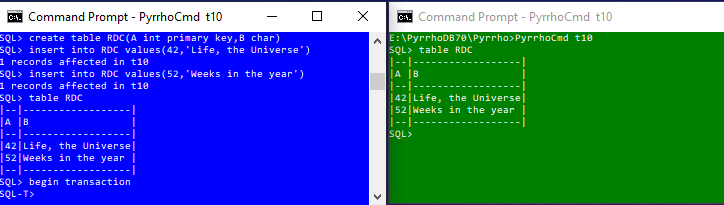 Command Prompt - PyrrhoCmd  t10
SQL> create table RDC(A int primary key,B char)
SQL> insert into RDC values(42,'Life, the Universe')
1 records affected in t10
SQL> insert into RDC values(52,'Weeks in the year')
1 records affected in t10
SQL> table RDC
|--|------------------|
|A |B                 |
|--|------------------|
|42|Life, the Universe|
|52|Weeks in the year |
|--|------------------|
SQL> begin transaction
SQL-T>
Command Prompt - PyrrhoCmd  t10
E:\PyrrhoDB70\Pyrrho>PyrrhoCmd t10
SQL> table RDC
|--|------------------|
|A |B                 |
|--|------------------|
|42|Life, the Universe|
|52|Weeks in the year |
|--|------------------|
SQL>